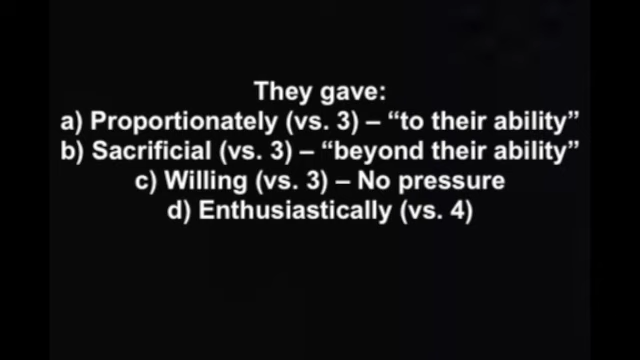 They gave:
a) Proportionately (vs. 3) – “to their ability”
b) Sacrificial (vs. 3) – “beyond their ability”
c) Willing (vs. 3) – No pressure
d) Enthusiastically (vs. 4)